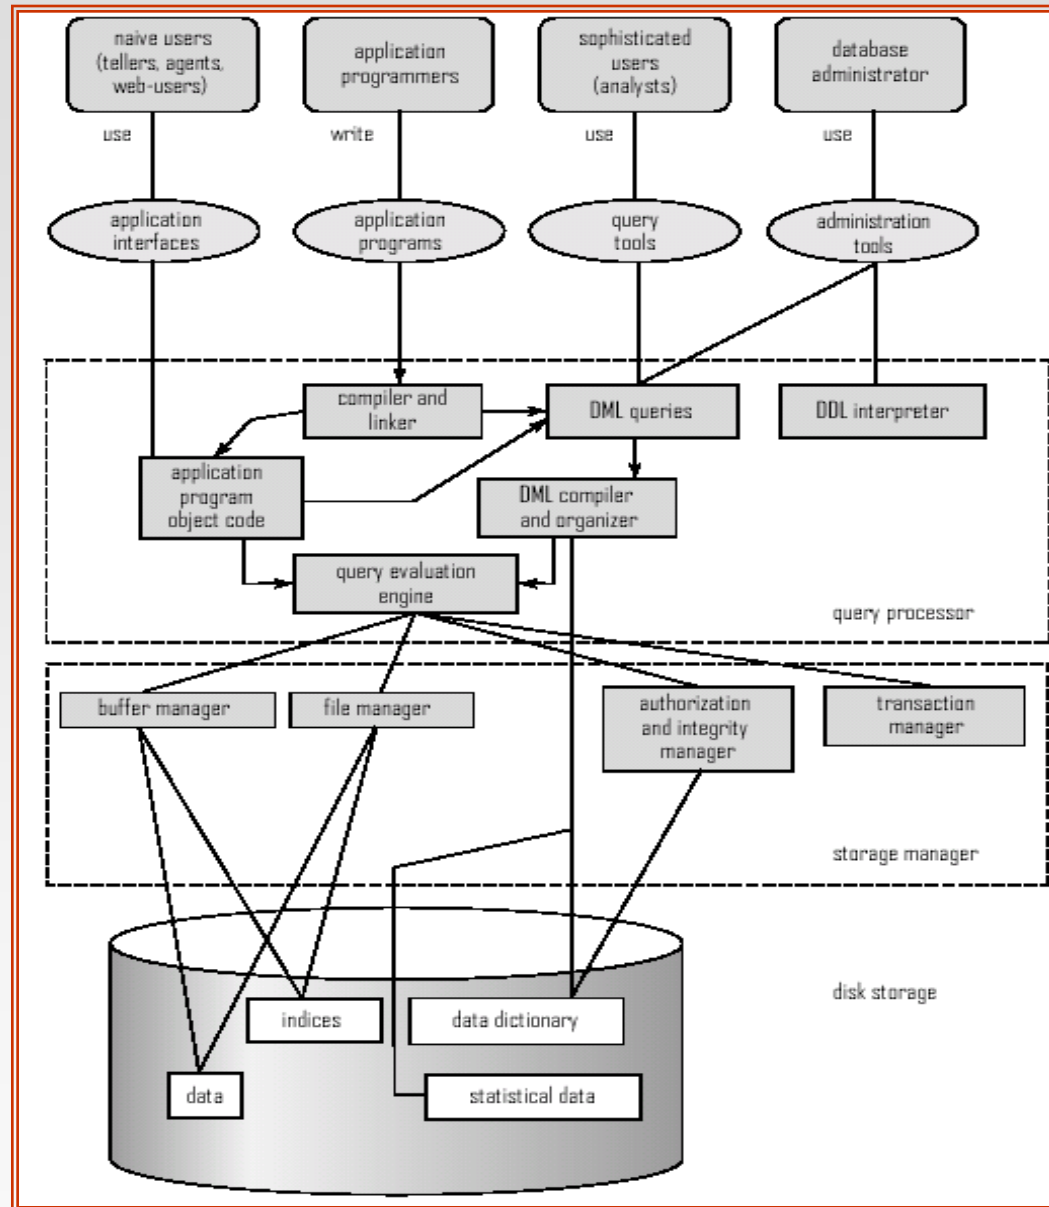 naive users
(tellers, agents,
web-users)
application
programmers
sophisticated
users
(analysts)
database
administrator
use
write
use
use
application
interfaces
application
programs
query
tools
administration
tools
compiler and
linker
DML queries
DDL interpreter
application
program
object code
DML compiler
and organizer
query evaluation
engine
query processor
buffer manager
file manager
authorization
and integrity
manager
transaction
manager
storage manager
disk storage
indices
data dictionary
data
statistical data